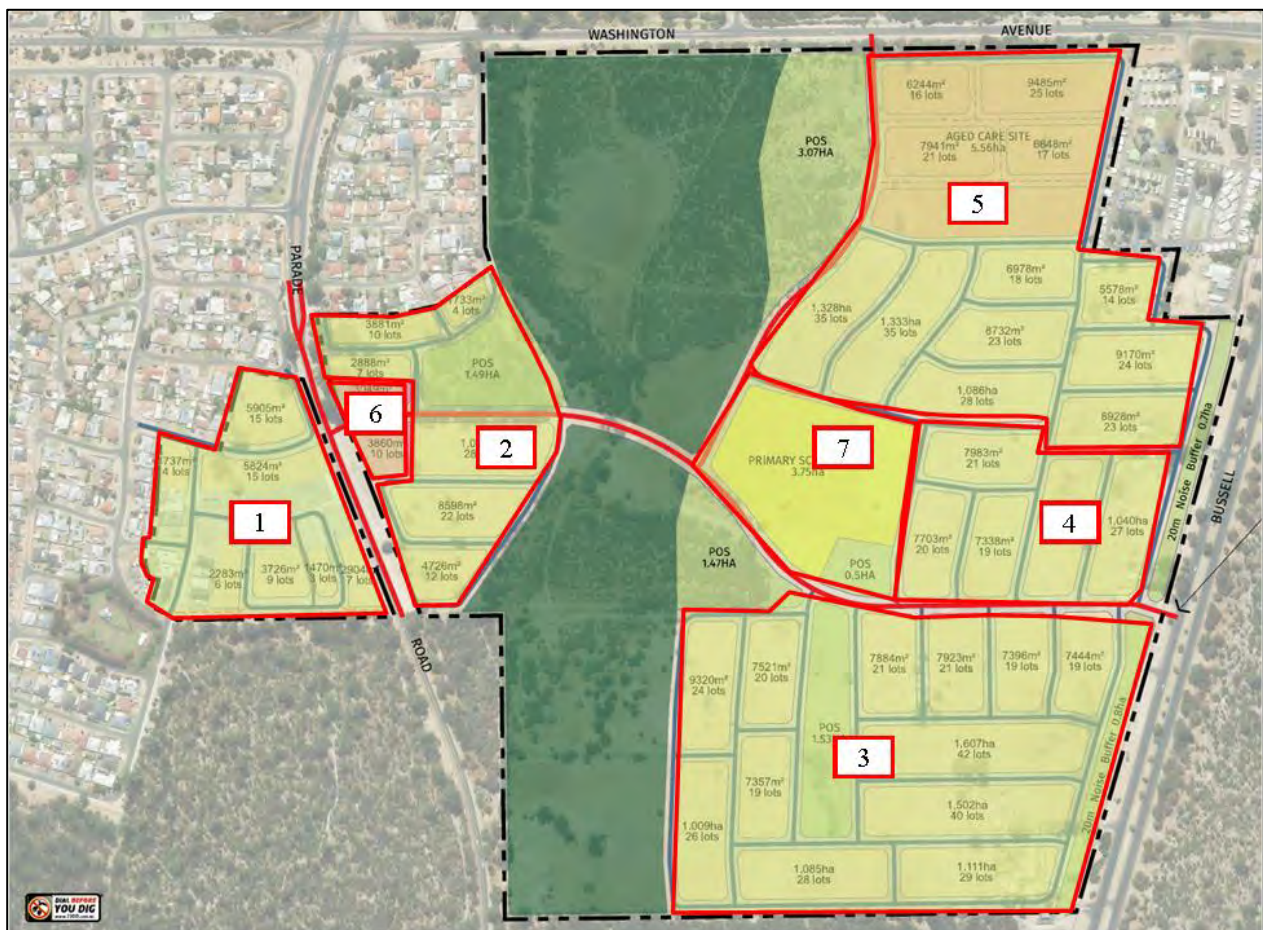 WASHINGTON
AVENUE
6244m²
16 lots
9485m²
25 lots
POS
3.07HA
AGED CARE SITE
5.56ha
7941m²
21 lots
6648m²
17 lots
5
PARADE
6978m²
18 lots
5578m²
14 lots
1733m²
4 lots
3881m²
10 lots
1,328ha
35 lots
1,333ha
35 lots
8732m²
23 lots
9170m²
24 lots
2888m²
7 lots
POS
1.49HA
1,086ha
28 lots
8928m²
23 lots
5905m²
15 lots
6
3860m²
10 lots
28
2
PRIMARY
3.75ha
7
7983m²
21 lots
20m Noise Buffer 0.7ha
BUSSELL
4737m²
4 lots
5824m²
15 lots
1
8598m²
22 lots
4
1,040ha
27 lots
7703m²
20 lots
7338m²
19 lots
POS
1.47HA
POS
0.5HA
2283m²
6 lots
3726m²
9 lots
1470m²
3 lots
2904
7 lots
4726m²
12 lots
ROAD
9320m²
24 lots
7521m²
20 lots
7884m²
21 lots
7923m²
21 lots
7396m²
19 lots
7444m²
19 lots
POS
3
1,607ha
42 lots
20m Noise Buffer 0.8ha
7357m²
19 lots
1.009ha
26 lots
1,502ha
40 lots
1,085ha
28 lots
1,111ha
29 lots
DIAL BEFORE
YOU DIG